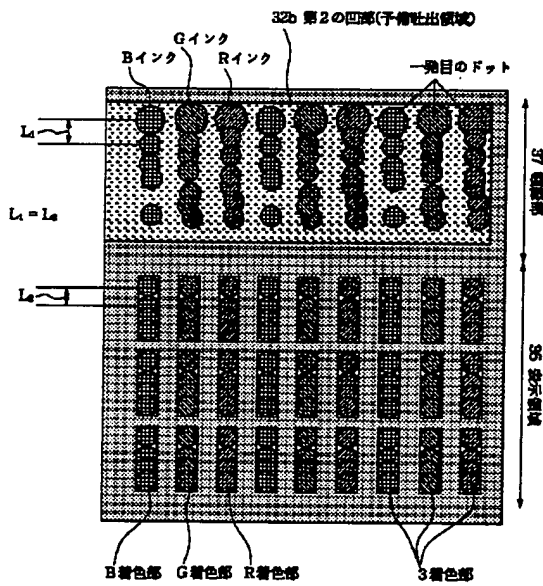 32b 第2の凹部(予備吐出領域)
Gインク
Bインク
Rインク
一発目のドット
L₁
L₁=L₂
37
L₂
35 表示領域
B着色部
G着色部
R着色部
3着色部